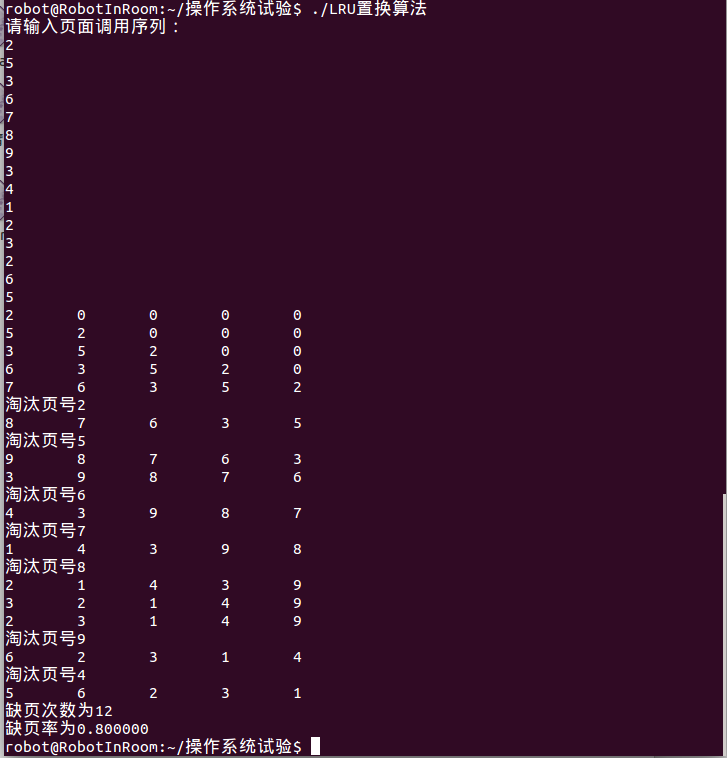 robot@RobotInRoom:~/操作系统试验$ ./LRU置换算法
请输入页面调用序列：
2
5
3
6
7
8
9
3
4
1
2
3
2
6
5
2 0 0 0 0
5 2 0 0 0
3 5 2 0 0
6 3 5 2 0
7 6 3 5 2
淘汰页号2
8 7 6 3 5
淘汰页号5
9 8 7 6 3
3 9 8 7 6
淘汰页号6
4 3 9 8 7
淘汰页号7
1 4 3 9 8
淘汰页号8
2 1 4 3 9
3 2 1 4 9
2 3 1 4 9
淘汰页号9
6 2 3 1 4
淘汰页号4
5 6 2 3 1
缺页次数为12
缺页率为0.800000
robot@RobotInRoom:~/操作系统试验$